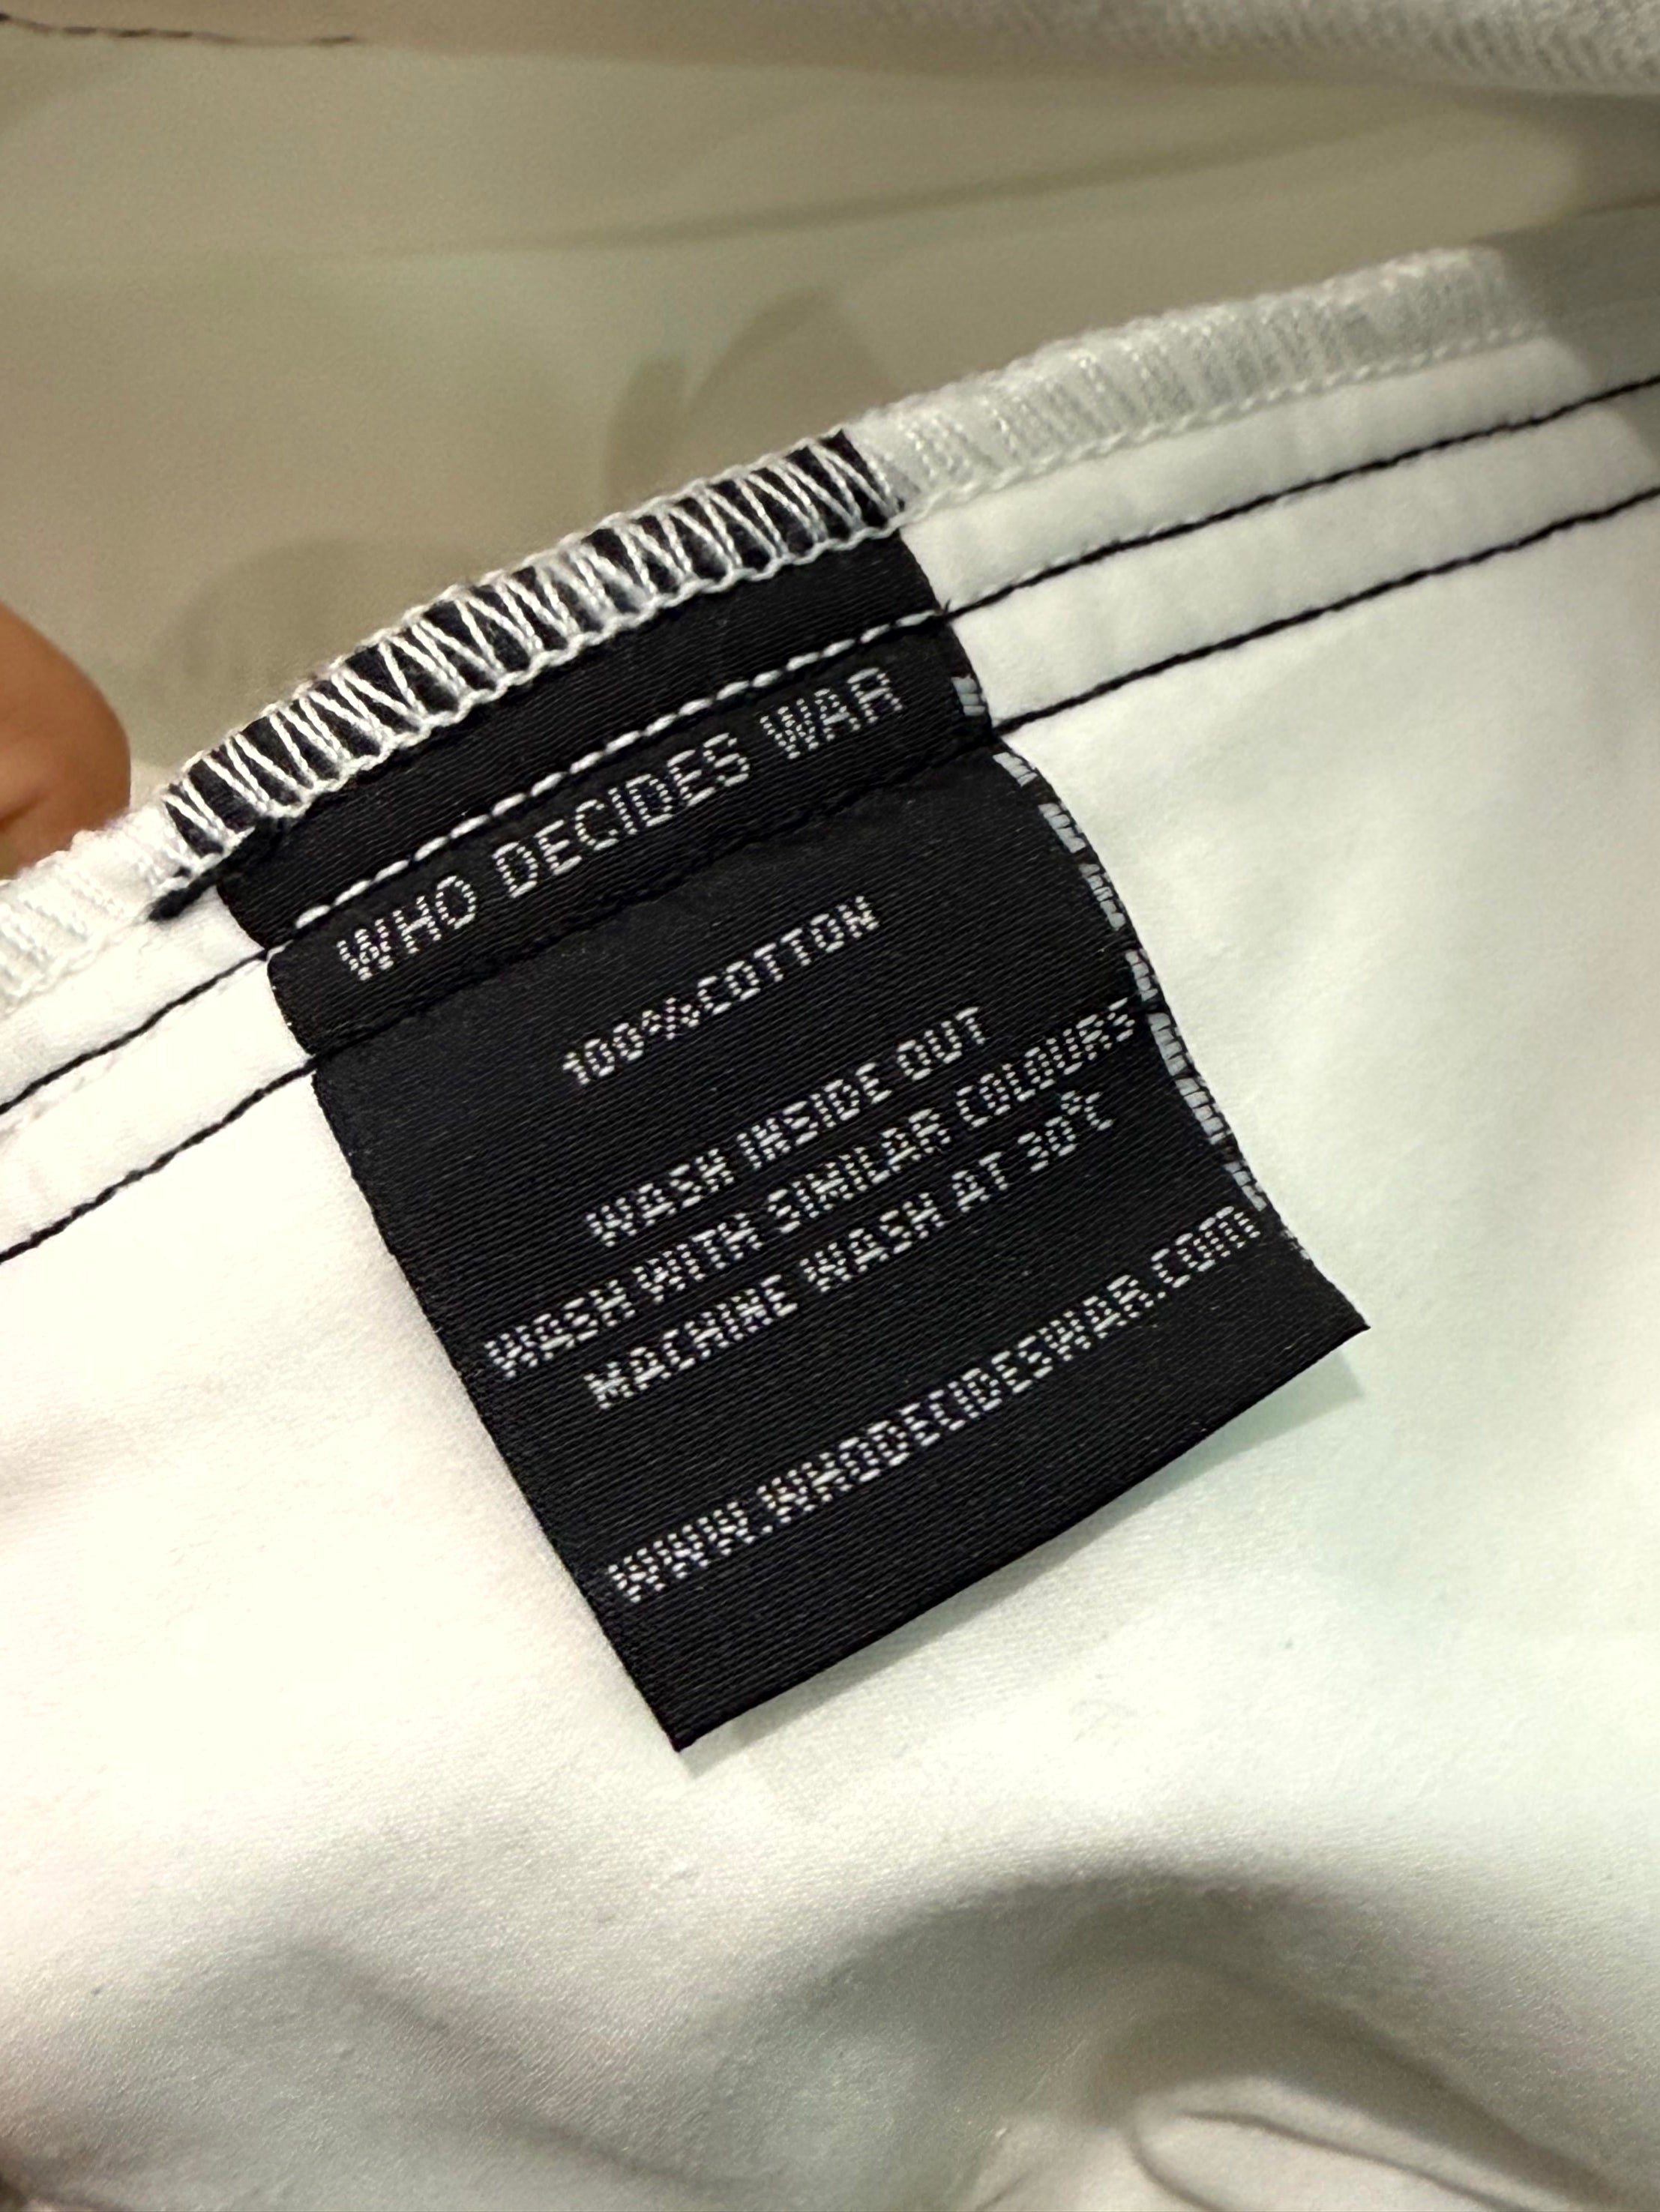 WHO DECIDES WAR
100%COTTON
WASH INSIDE OUT
WASH WITH SIMILAR COLOURS
MACHINE WASH AT 30℃
WWW.WHODECIDESWAR.COM